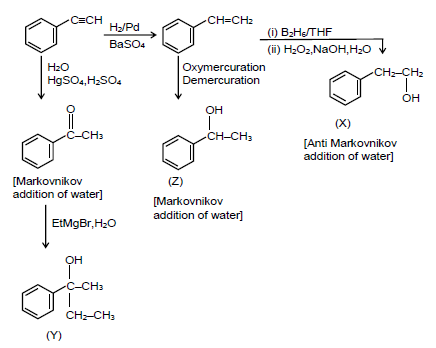 C≡CH
H₂/Pd
BaSO₄
CH=CH₂
(i) B₂H₆/THF
(ii) H₂O₂,NaOH,H₂O
H₂O
HgSO₄,H₂SO₄
Oxymercuration
Demercuration
CH₂–CH₂
OH
(X)
[Anti Markovnikov
addition of water]
O
C–CH₃
[Markovnikov
addition of water]
OH
CH–CH₃
(Z)
[Markovnikov
addition of water]
EtMgBr,H₂O
OH
C–CH₃
CH₂–CH₃
(Y)